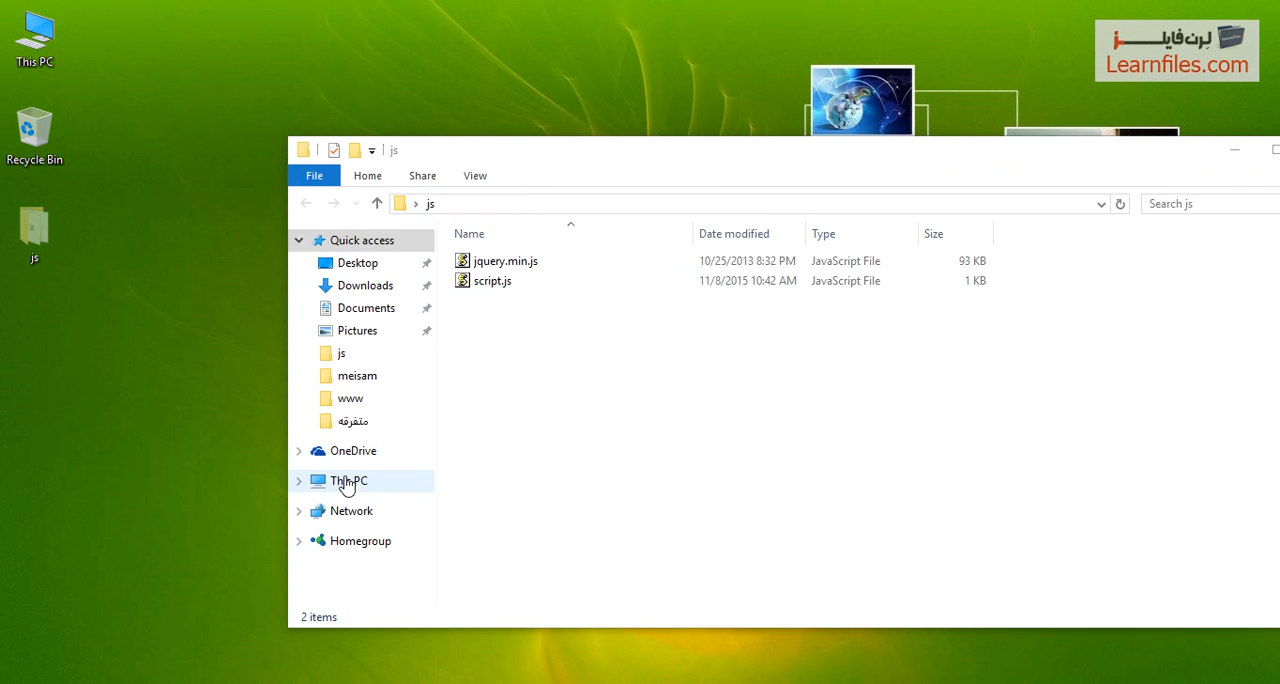 This PC
Recycle Bin
js
لِرن‌فایلــز
Learnfiles.com
js
File Home Share View
js
Search js
Name Date modified Type Size
jquery.min.js 10/25/2013 8:32 PM JavaScript File 93 KB
script.js 11/8/2015 10:42 AM JavaScript File 1 KB
Quick access
Desktop
Downloads
Documents
Pictures
js
meisam
www
متفرقه
OneDrive
This PC
Network
Homegroup
2 items